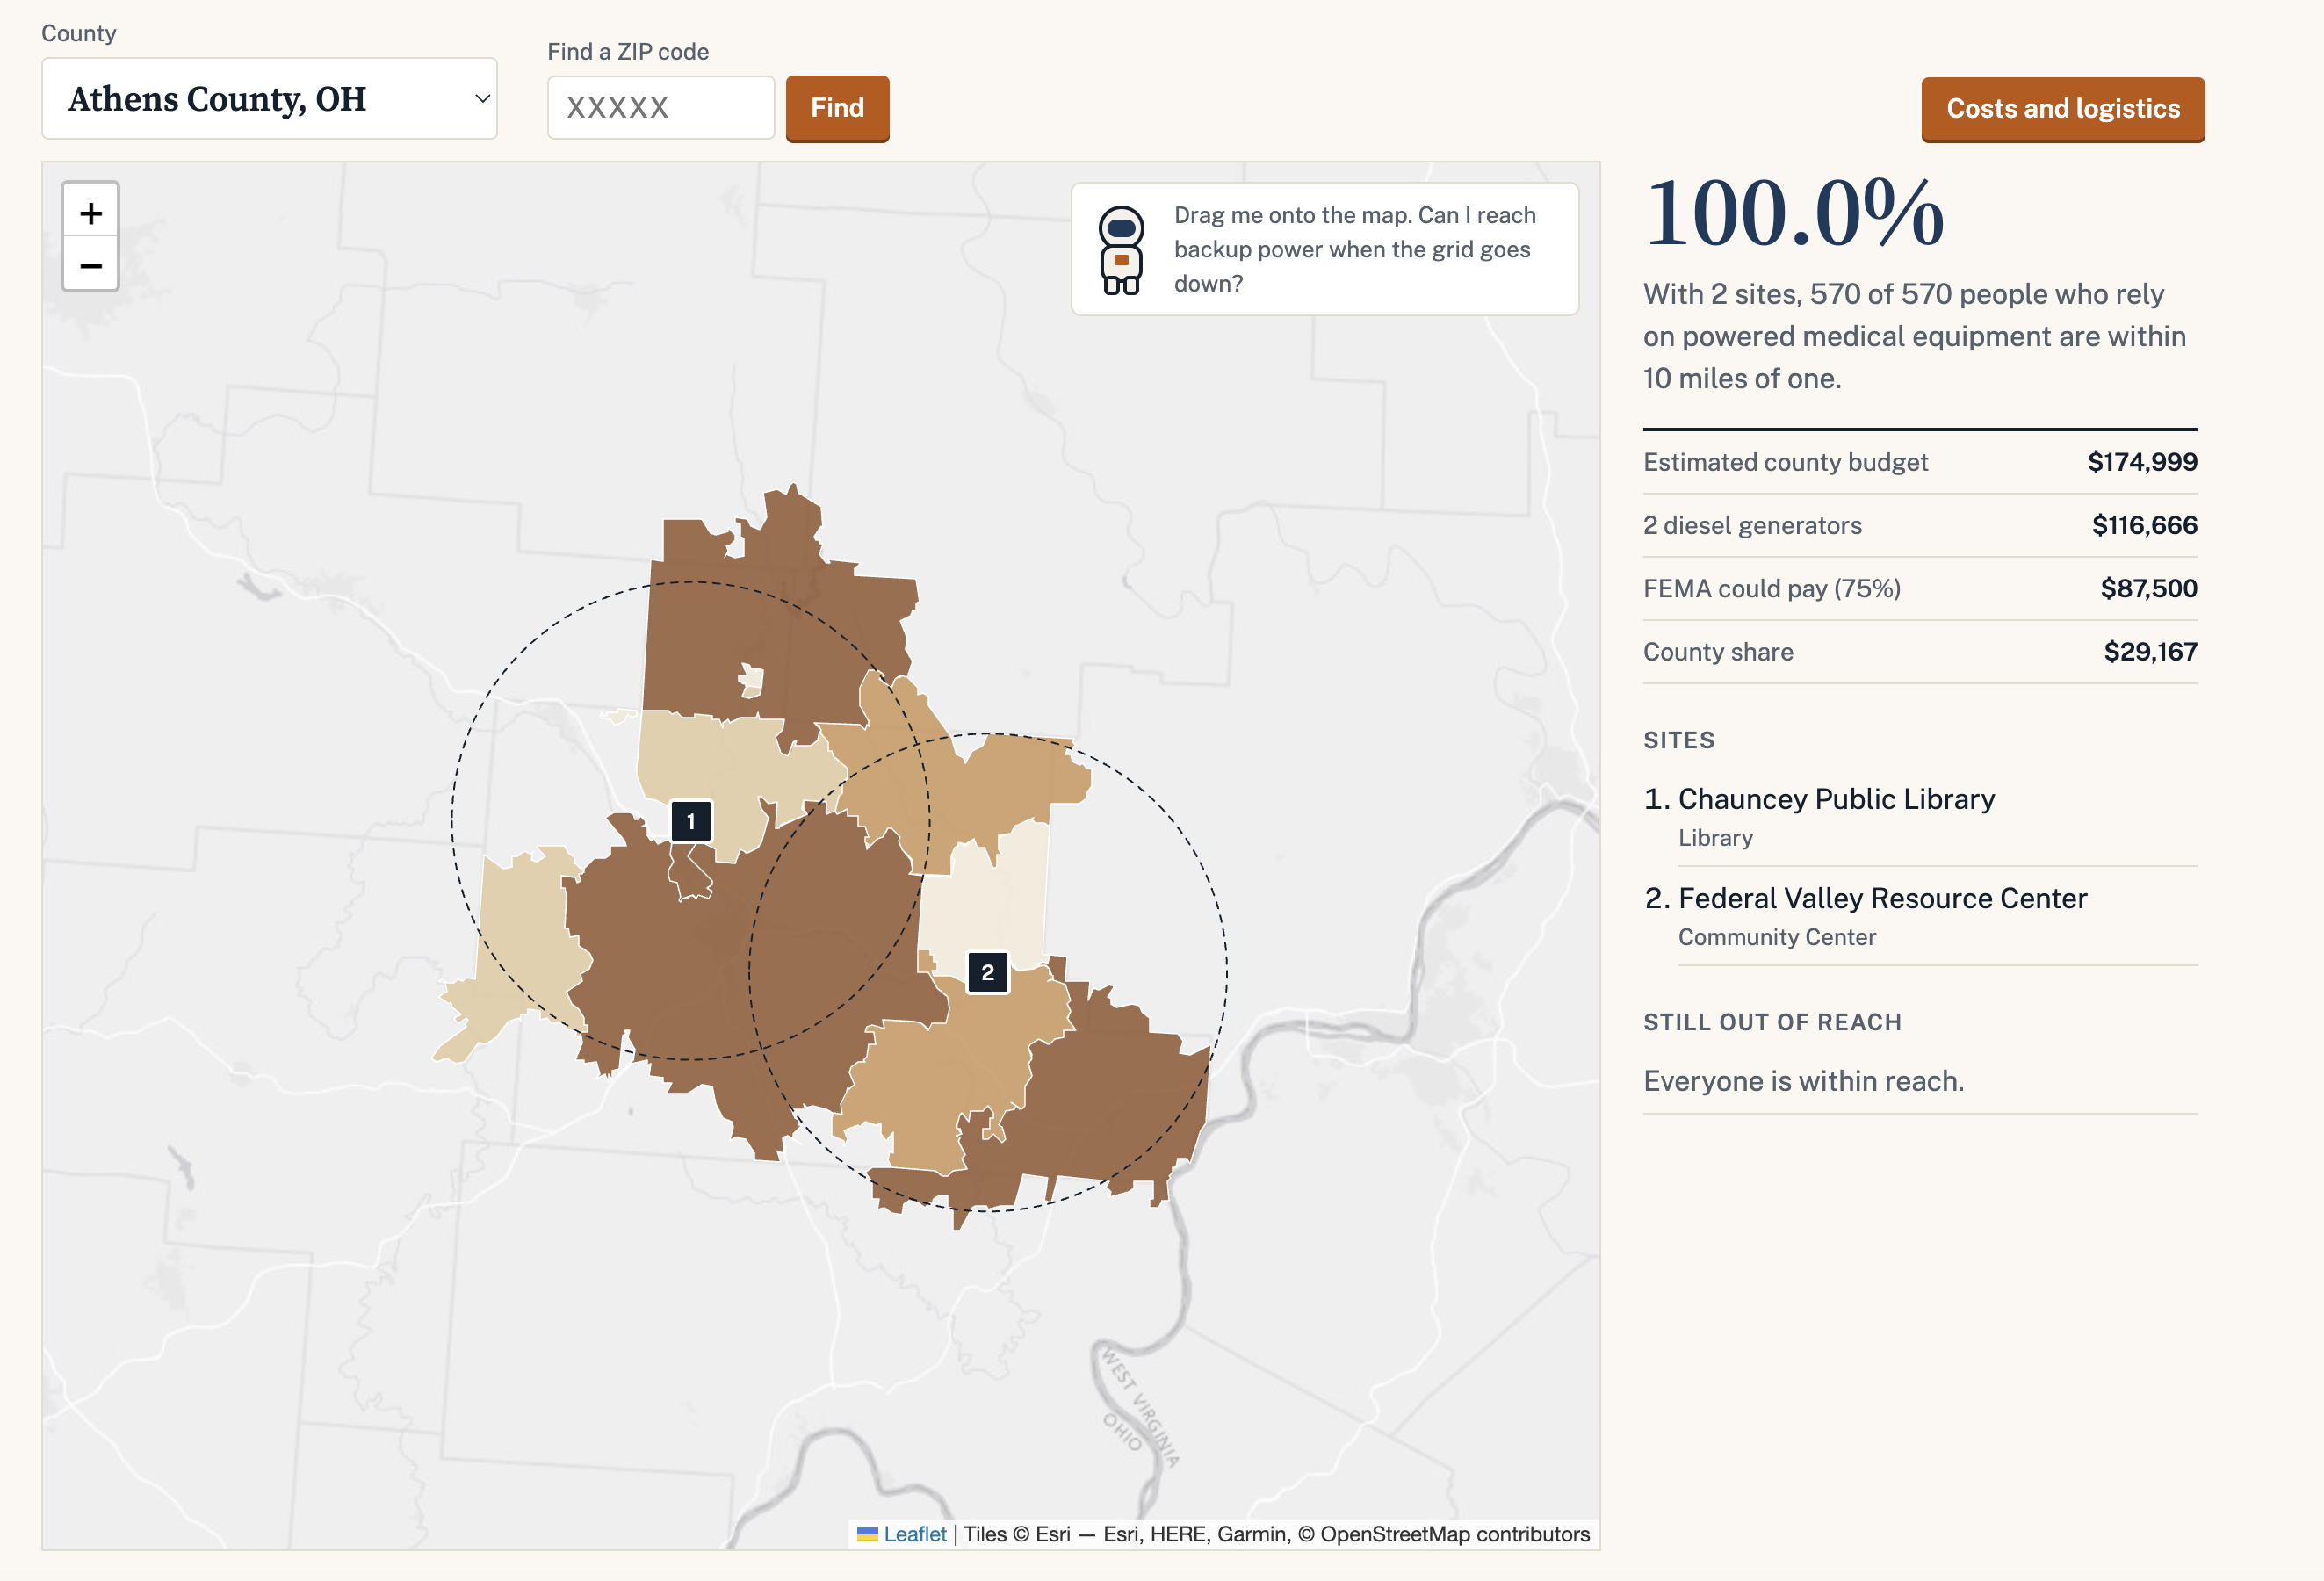 County
Athens County, OH
Find a ZIP code
XXXXX
Find
Costs and logistics
+
−
Drag me onto the map. Can I reach
backup power when the grid goes
down?
1
2
WEST VIRGINIA
OHIO
Leaflet | Tiles © Esri — Esri, HERE, Garmin, © OpenStreetMap contributors
100.0%
With 2 sites, 570 of 570 people who rely
on powered medical equipment are within
10 miles of one.
Estimated county budget $174,999
2 diesel generators $116,666
FEMA could pay (75%) $87,500
County share $29,167
SITES
1. Chauncey Public Library
Library
2. Federal Valley Resource Center
Community Center
STILL OUT OF REACH
Everyone is within reach.